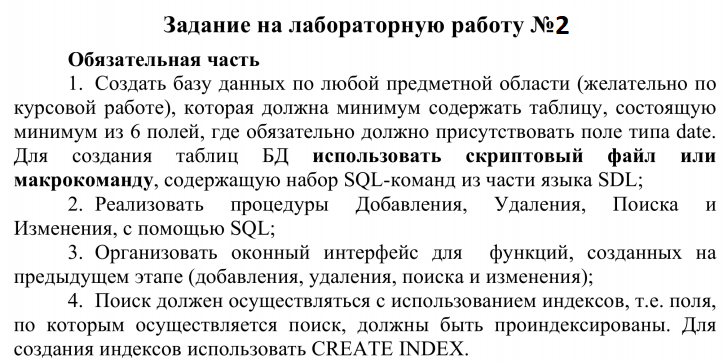 Задание на лабораторную работу №2
Обязательная часть
1. Создать базу данных по любой предметной области (желательно по
курсовой работе), которая должна минимум содержать таблицу, состоящую
минимум из 6 полей, где обязательно должно присутствовать поле типа date.
Для создания таблиц БД использовать скриптовый файл или
макрокоманду, содержащую набор SQL-команд из части языка SDL;
2. Реализовать процедуры Добавления, Удаления, Поиска и
Изменения, с помощью SQL;
3. Организовать оконный интерфейс для функций, созданных на
предыдущем этапе (добавления, удаления, поиска и изменения);
4. Поиск должен осуществляться с использованием индексов, т.е. поля,
по которым осуществляется поиск, должны быть проиндексированы. Для
создания индексов использовать CREATE INDEX.